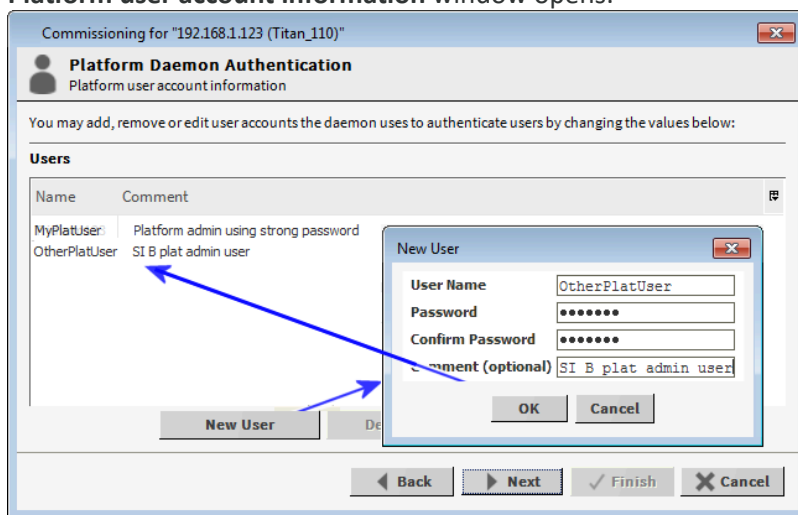 Platform user account information window opens.
Commissioning for "192.168.1.123 (Titan_110)"
Platform Daemon Authentication
Platform user account information
You may add, remove or edit user accounts the daemon uses to authenticate users by changing the values below:
Users
Name Comment
MyPlatUser Platform admin using strong password
OtherPlatUser SI B plat admin user
New User
User Name OtherPlatUser
Password •••••••
Confirm Password •••••••
(optional) SI B plat admin user
OK Cancel
New User
Back Next Finish Cancel